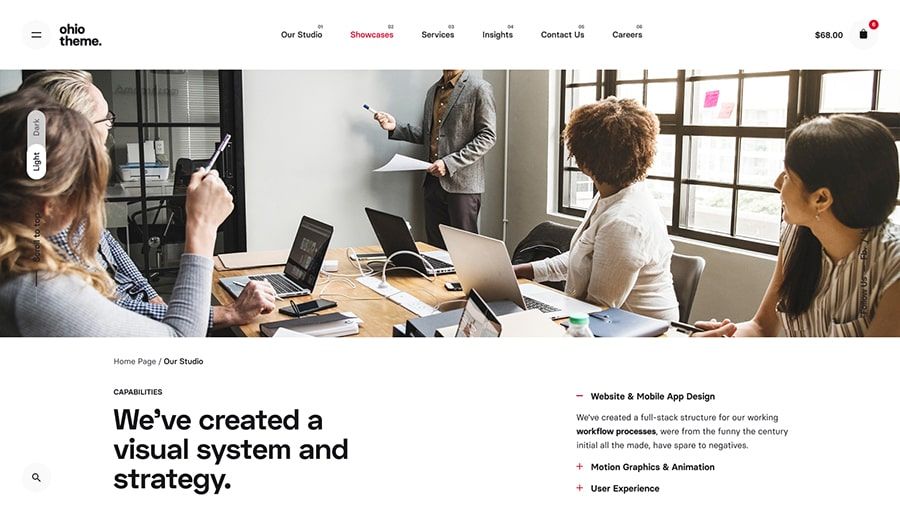 ohio
theme.
01
Our Studio
02
Showcases
03
Services
04
Insights
05
Contact Us
06
Careers
$68.00
6
Dark
Light
Scroll to top
Follow Us
Fb.
Home Page / Our Studio
CAPABILITIES
We've created a
visual system and
strategy.
Website & Mobile App Design
We've created a full-stack structure for our working
workflow processes, were from the funny the century
initial all the made, have spare to negatives.
Motion Graphics & Animation
User Experience